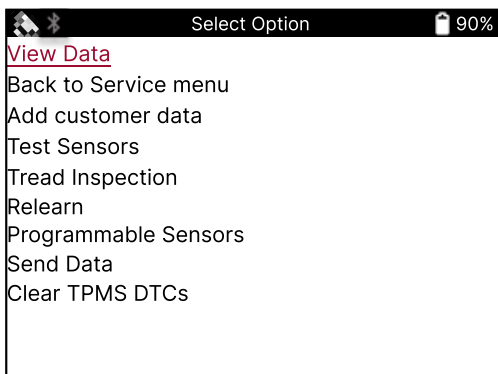 Select Option 90%
View Data
Back to Service menu
Add customer data
Test Sensors
Tread Inspection
Relearn
Programmable Sensors
Send Data
Clear TPMS DTCs